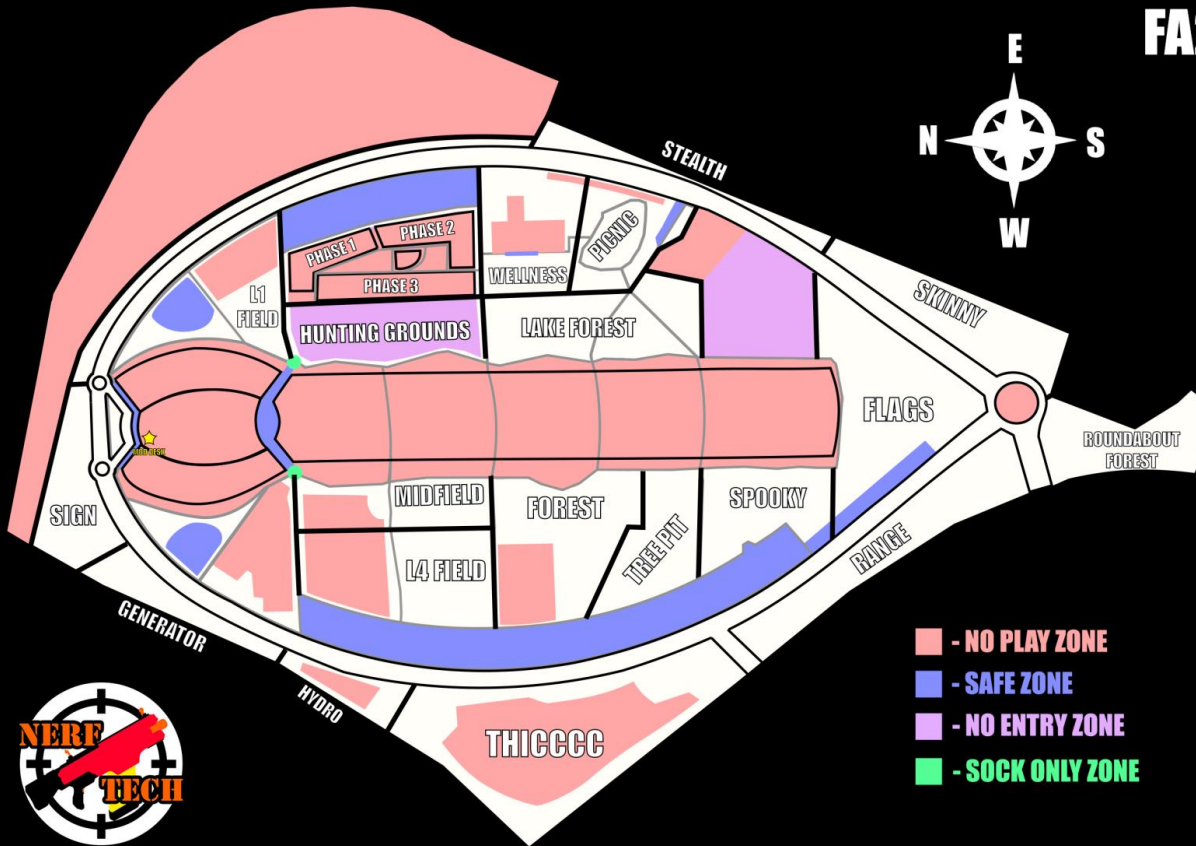 FA
E
N
S
W
STEALTH
SKINNY
PHASE 1
PHASE 2
PHASE 3
PICNIC
WELLNESS
L1
FIELD
HUNTING GROUNDS
LAKE FOREST
FLAGS
ROUNDABOUT
FOREST
MOD DESK
SIGN
MIDFIELD
FOREST
SPOOKY
TREE PIT
L4 FIELD
RANGE
GENERATOR
HYDRO
THICCCC
- NO PLAY ZONE
- SAFE ZONE
- NO ENTRY ZONE
- SOCK ONLY ZONE
NERF
TECH